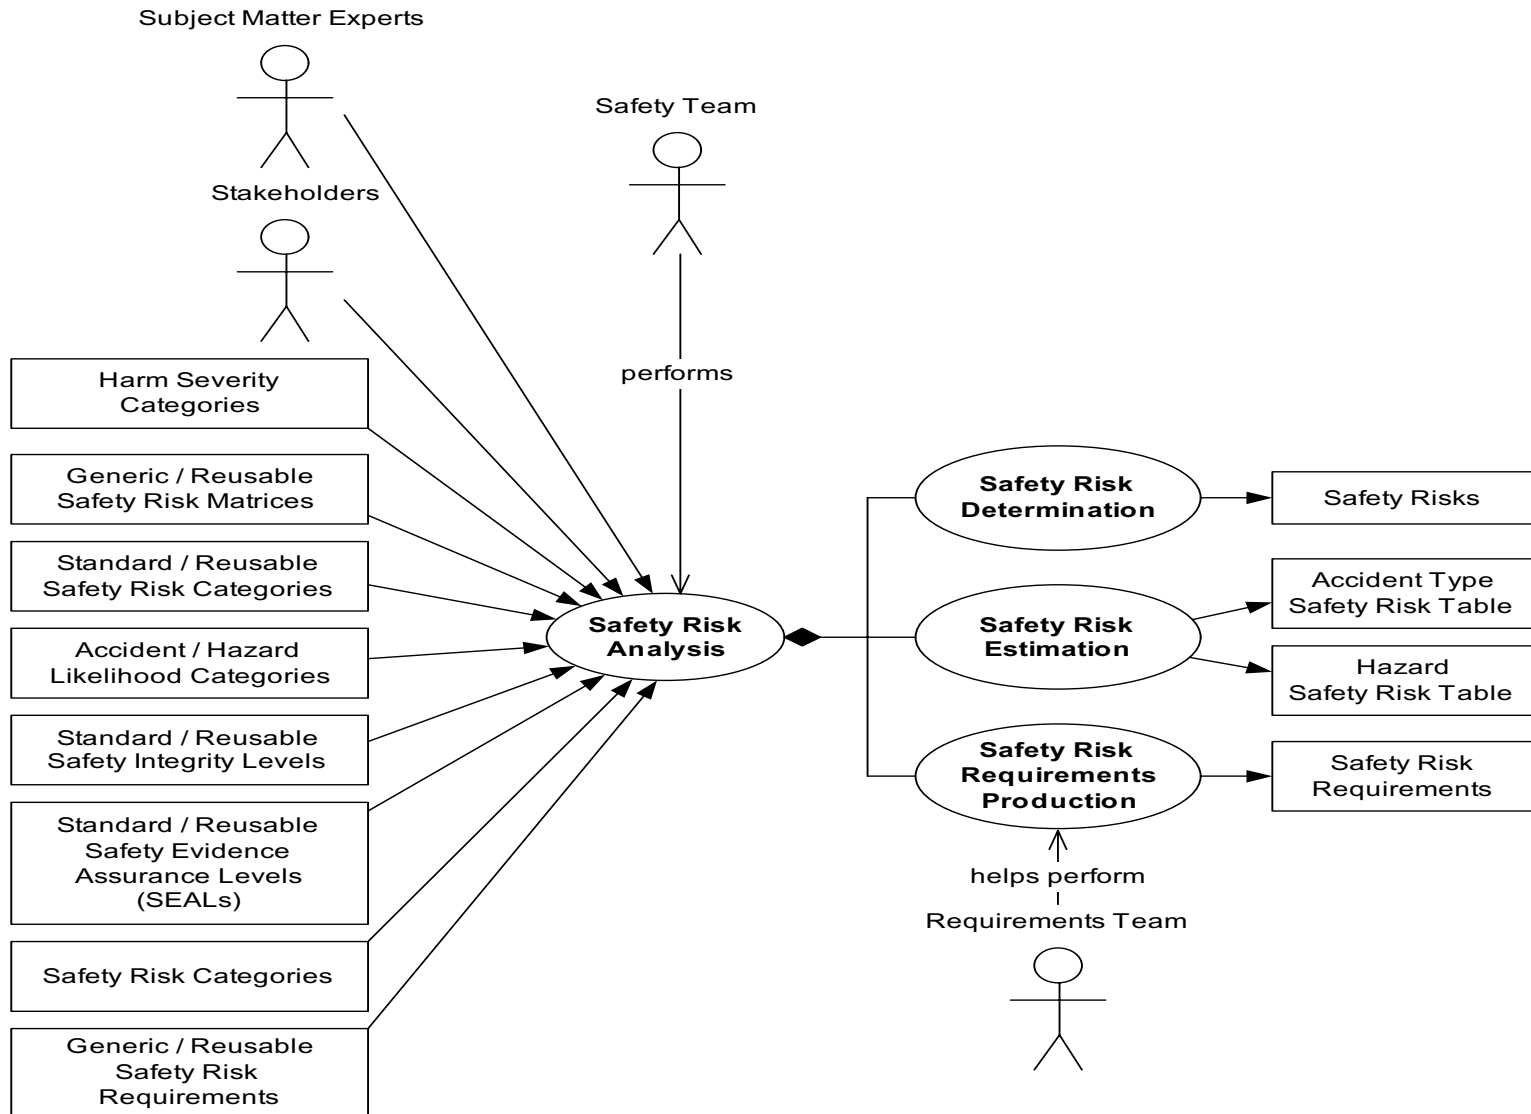 Subject Matter Experts
Safety Team
Stakeholders
performs
Harm Severity
Categories
Generic / Reusable
Safety Risk Matrices
Standard / Reusable
Safety Risk Categories
Accident / Hazard
Likelihood Categories
Standard / Reusable
Safety Integrity Levels
Standard / Reusable
Safety Evidence
Assurance Levels
(SEALs)
Safety Risk Categories
Generic / Reusable
Safety Risk
Requirements
Safety Risk
Analysis
Safety Risk
Determination
Safety Risks
Safety Risk
Estimation
Accident Type
Safety Risk Table
Hazard
Safety Risk Table
Safety Risk
Requirements
Production
Safety Risk
Requirements
helps perform
Requirements Team